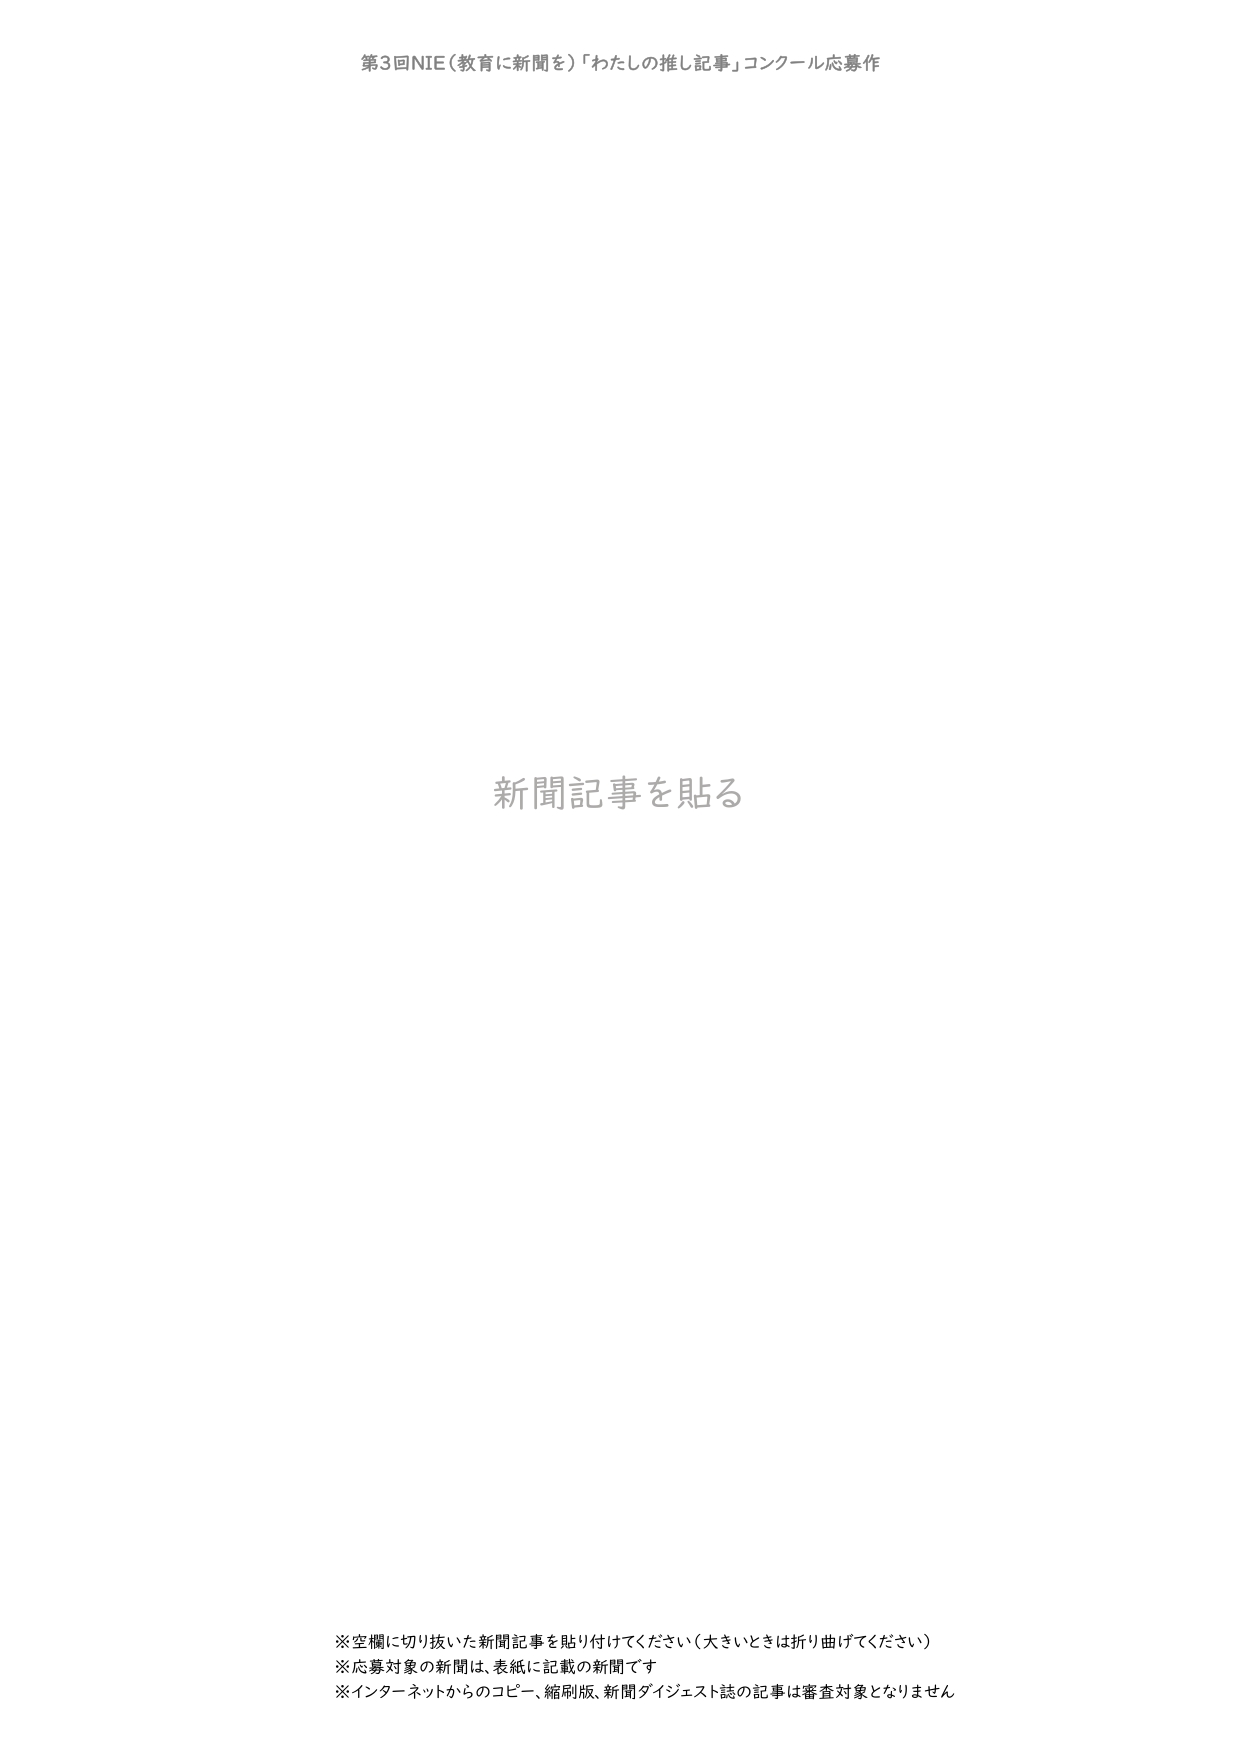 第3回NIE（教育に新聞を）「わたしの推し記事」コンクール応募作
新聞記事を貼る
※空欄に切り抜いた新聞記事を貼り付けてください（大きいときは折り曲げてください）
※応募対象の新聞は、表紙に記載の新聞です
※インターネットからのコピー、縮刷版、新聞ダイジェスト誌の記事は審査対象となりません